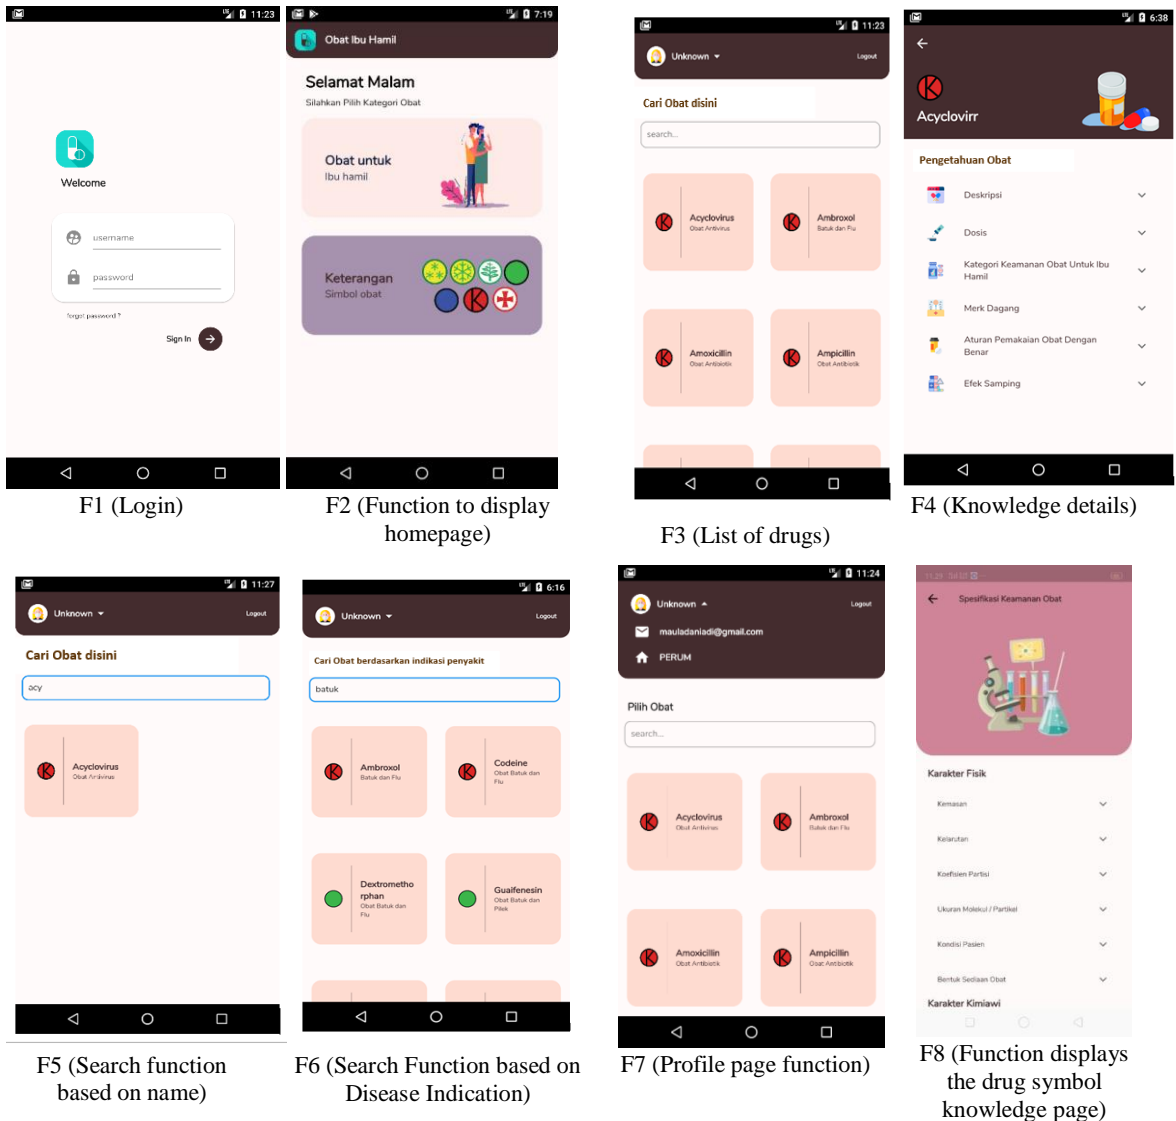 11:23
Welcome
username
password
forgot password ?
Sign In
F1 (Login)
7:19
Obat Ibu Hamil
Selamat Malam
Silahkan Pilih Kategori Obat
Obat untuk
Ibu hamil
Keterangan
Simbol obat
K
F2 (Function to display
homepage)
11:23
Unknown
Logout
Cari Obat disini
search...
K
Acyclovirus
Obat Antivirus
K
Ambroxol
Batuk dan Flu
K
Amoxicillin
Obat Antibiotik
K
Ampicillin
Obat Antibiotik
F3 (List of drugs)
6:38
K
Acyclovirr
Pengetahuan Obat
Deskripsi
Dosis
Kategori Keamanan Obat Untuk Ibu
Hamil
Merk Dagang
Aturan Pemakaian Obat Dengan
Benar
Efek Samping
F4 (Knowledge details)
11:27
Unknown
Logout
Cari Obat disini
acy
K
Acyclovirus
Obat Antivirus
F5 (Search function
based on name)
6:16
Unknown
Logout
Cari Obat berdasarkan indikasi penyakit
batuk
K
Ambroxol
Batuk dan Flu
K
Codeine
Obat Batuk dan
Flu
Dextrometho
rphan
Obat Batuk dan
Flu
Guaifenesin
Obat Batuk dan
Pilek
F6 (Search Function based on
Disease Indication)
11:24
Unknown
Logout
mauladaniadi@gmail.com
PERUM
Pilih Obat
search...
K
Acyclovirus
Obat Antivirus
K
Ambroxol
Batuk dan Flu
K
Amoxicillin
Obat Antibiotik
K
Ampicillin
Obat Antibiotik
F7 (Profile page function)
11.29
Spesifikasi Keamanan Obat
Karakter Fisik
Kemasan
Kelarutan
Koefisien Partisi
Ukuran Molekul / Partikel
Kondisi Pasien
Bentuk Sediaan Obat
Karakter Kimiawi
F8 (Function displays
the drug symbol
knowledge page)